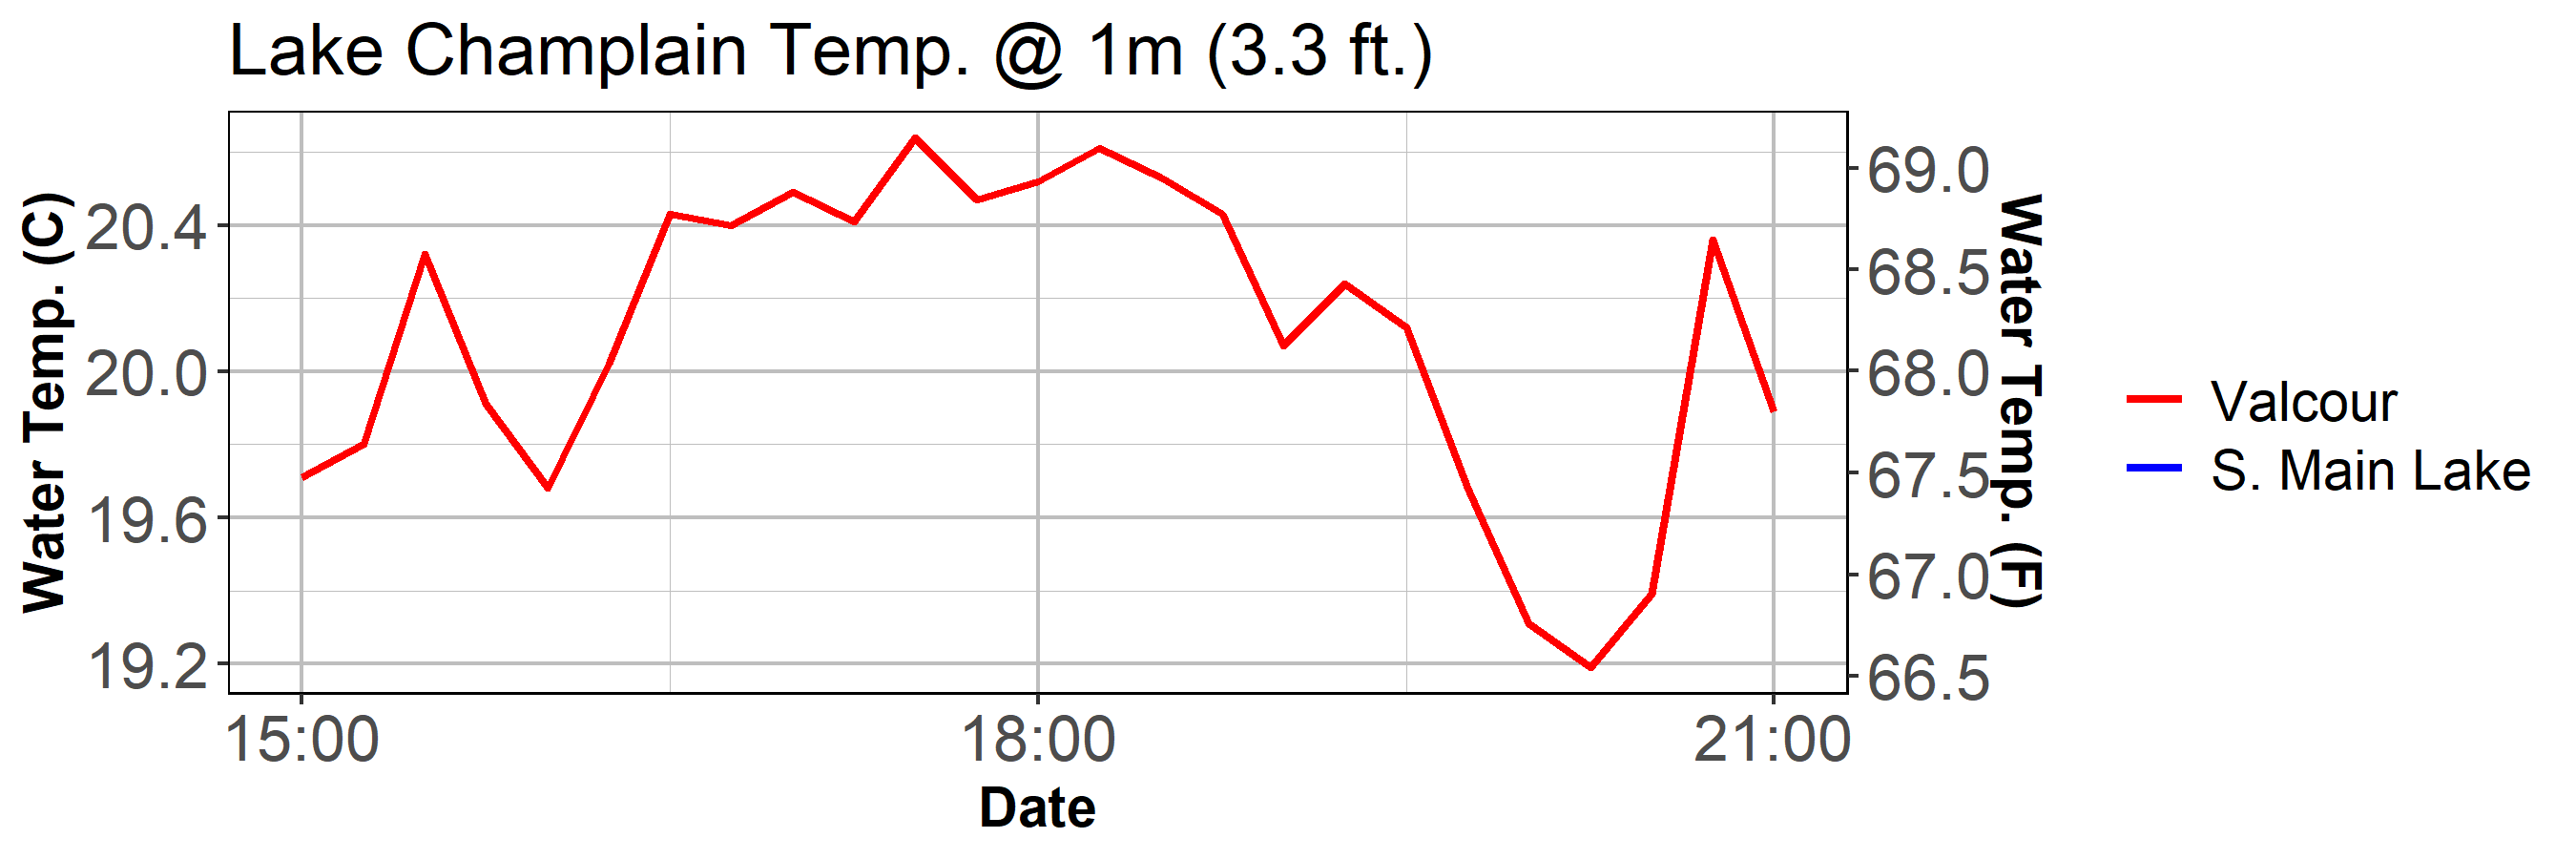 Lake Champlain Temp. @ 1m (3.3 ft.)
Water Temp. (C)
20.4
20.0
19.6
19.2
15:00
18:00
21:00
Date
69.0
68.5
68.0
67.5
67.0
66.5
Water Temp. (F)
Valcour
S. Main Lake